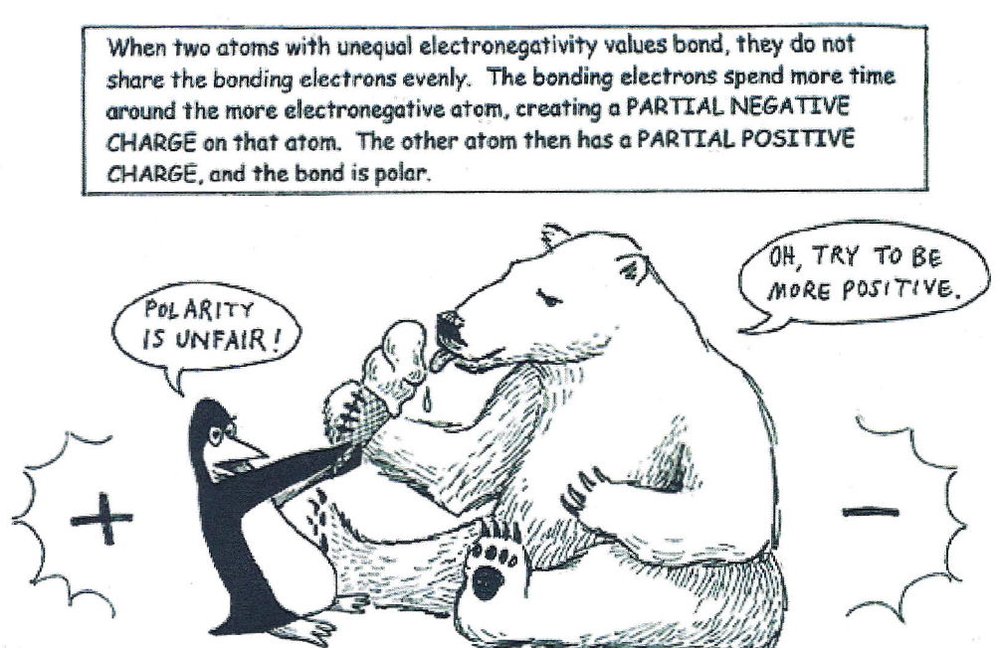 When two atoms with unequal electronegativity values bond, they do not
share the bonding electrons evenly. The bonding electrons spend more time
around the more electronegative atom, creating a PARTIAL NEGATIVE
CHARGE on that atom. The other atom then has a PARTIAL POSITIVE
CHARGE, and the bond is polar.
OH, TRY TO BE
MORE POSITIVE.
POLARITY
IS UNFAIR!
+
−